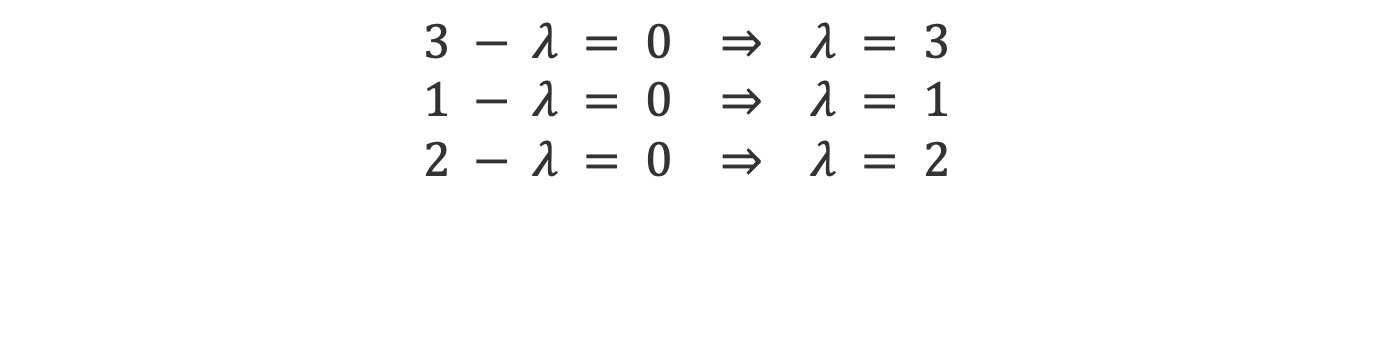 3 − λ = 0 ⇒ λ = 3
1 − λ = 0 ⇒ λ = 1
2 − λ = 0 ⇒ λ = 2